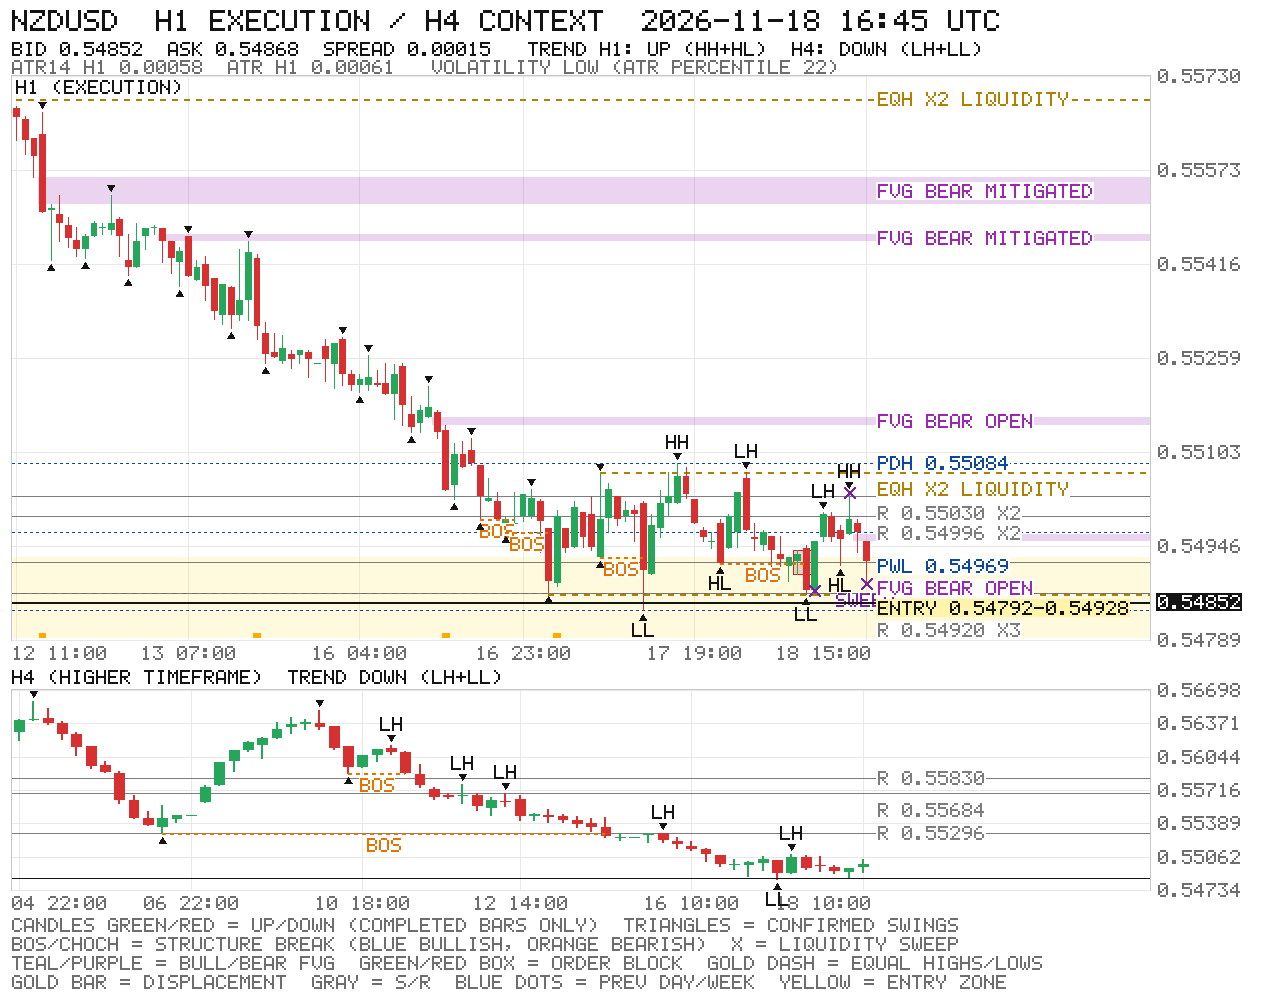 NZDUSD  H1 EXECUTION / H4 CONTEXT  2026-11-18 16:45 UTC
BID 0.54852  ASK 0.54868  SPREAD 0.00015   TREND H1: UP (HH+HL)  H4: DOWN (LH+LL)
ATR14 H1 0.00058  ATR H1 0.00061   VOLATILITY LOW (ATR PERCENTILE 22)
0.55730
H1 (EXECUTION)
EQH X2 LIQUIDITY
0.55573
FVG BEAR MITIGATED
FVG BEAR MITIGATED
0.55416
0.55259
FVG BEAR OPEN
0.55103
HH
LH
PDH 0.55084
HH
EQH X2 LIQUIDITY
LH
R 0.55030 X2
BOS
R 0.54996 X2
BOS
0.54946
BOS
BOS
PWL 0.54969
HL
HL
FVG BEAR OPEN
0.54852
LL
LL
ENTRY 0.54792-0.54928
R 0.54920 X3
0.54789
12 11:00  13 07:00  16 04:00  16 23:00  17 19:00  18 15:00
H4 (HIGHER TIMEFRAME)  TREND DOWN (LH+LL)
0.56698
0.56371
LH
0.56044
LH
LH
BOS
R 0.55830
0.55716
LH
R 0.55684
0.55389
LH
R 0.55296
BOS
0.55062
0.54734
LL
04 22:00  06 22:00  10 18:00  12 14:00  16 10:00  18 10:00
CANDLES GREEN/RED = UP/DOWN (COMPLETED BARS ONLY)  TRIANGLES = CONFIRMED SWINGS
BOS/CHOCH = STRUCTURE BREAK (BLUE BULLISH, ORANGE BEARISH)  X = LIQUIDITY SWEEP
TEAL/PURPLE = BULL/BEAR FVG  GREEN/RED BOX = ORDER BLOCK  GOLD DASH = EQUAL HIGHS/LOWS
GOLD BAR = DISPLACEMENT  GRAY = S/R  BLUE DOTS = PREV DAY/WEEK  YELLOW = ENTRY ZONE